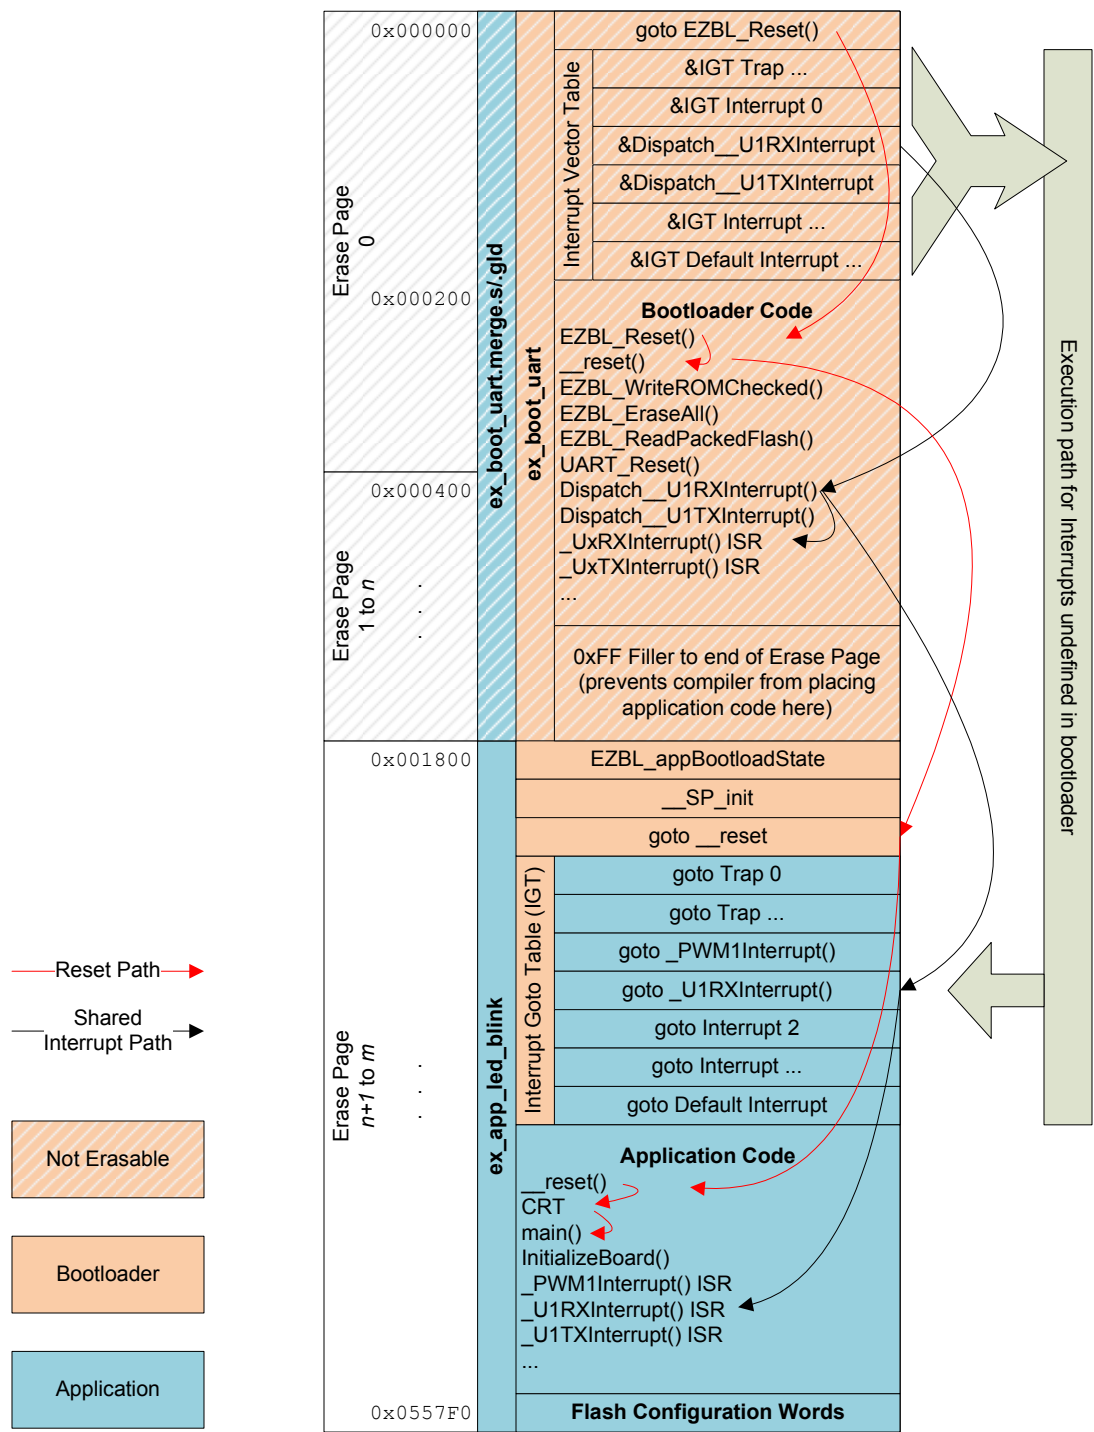 0x000000
Erase Page
0
0x000200
0x000400
Erase Page
1 to n
.
.
.
ex_boot_uart.merge.s/.gld
ex_boot_uart
goto EZBL_Reset()
Interrupt Vector Table
&IGT Trap ...
&IGT Interrupt 0
&Dispatch__U1RXInterrupt
&Dispatch__U1TXInterrupt
&IGT Interrupt ...
&IGT Default Interrupt ...
Bootloader Code
EZBL_Reset()
__reset()
EZBL_WriteROMChecked()
EZBL_EraseAll()
EZBL_ReadPackedFlash()
UART_Reset()
Dispatch__U1RXInterrupt()
Dispatch__U1TXInterrupt()
_UxRXInterrupt() ISR
_UxTXInterrupt() ISR
...
0xFF Filler to end of Erase Page
(prevents compiler from placing
application code here)
Execution path for Interrupts undefined in bootloader
0x001800
Erase Page
n+1 to m
.
.
.
ex_app_led_blink
EZBL_appBootloadState
__SP_init
goto __reset
Interrupt Goto Table (IGT)
goto Trap 0
goto Trap ...
goto _PWM1Interrupt()
goto _U1RXInterrupt()
goto Interrupt 2
goto Interrupt ...
goto Default Interrupt
Application Code
__reset()
CRT
main()
InitializeBoard()
_PWM1Interrupt() ISR
_U1RXInterrupt() ISR
_U1TXInterrupt() ISR
...
0x0557F0
Flash Configuration Words
Reset Path
Shared
Interrupt Path
Not Erasable
Bootloader
Application